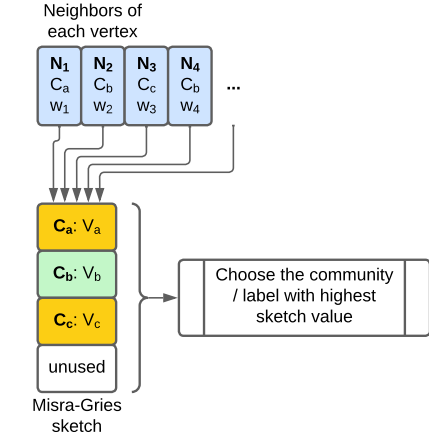 Neighbors of
each vertex
N₁ N₂ N₃ N₄
Cₐ C_b C_c C_b ...
w₁ w₂ w₃ w₄
Cₐ: Vₐ
C_b: V_b
C_c: V_c
unused
Misra-Gries
sketch
Choose the community
/ label with highest
sketch value